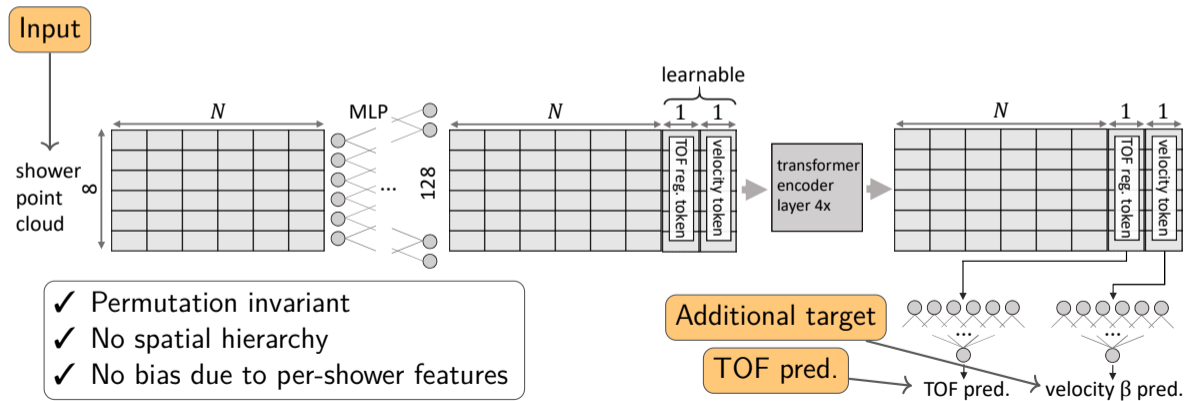 Input
shower
point
cloud
N
8
MLP
...
128
N
learnable
1
1
TOF reg. token
velocity token
transformer
encoder
layer 4x
N
1
1
TOF reg. token
velocity token
✓ Permutation invariant
✓ No spatial hierarchy
✓ No bias due to per-shower features
Additional target
TOF pred.
...
...
TOF pred.
velocity β pred.